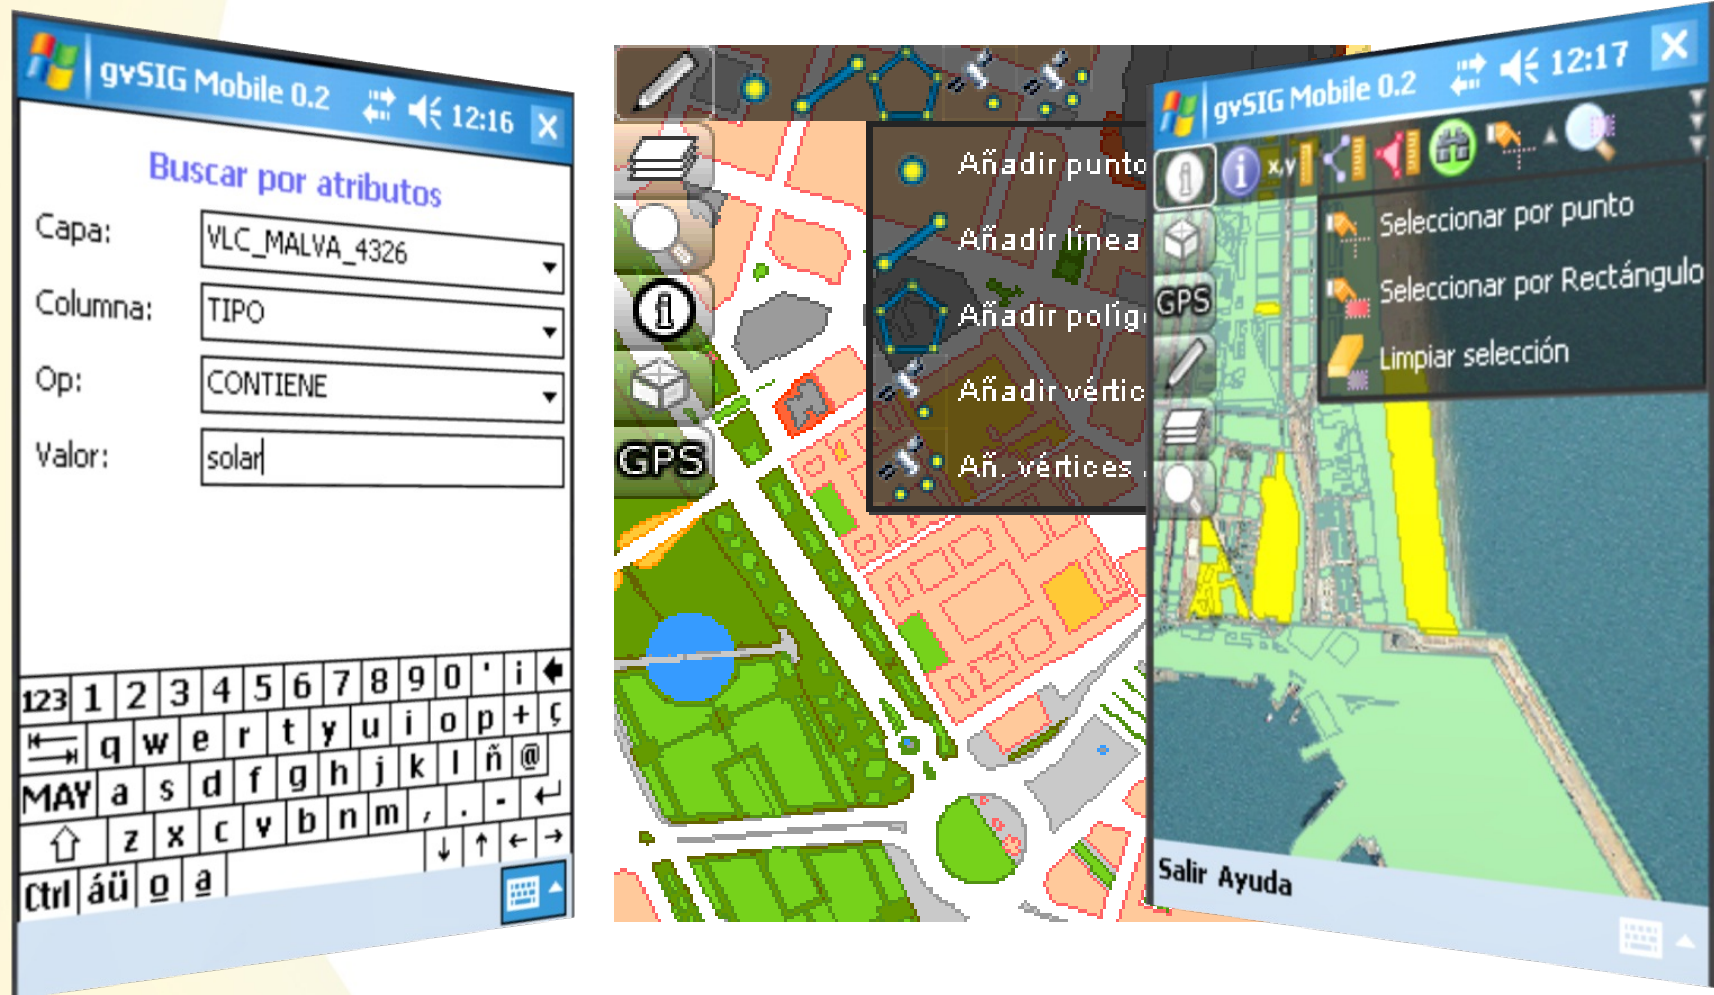 gvSIG Mobile 0.2
12:16
Buscar por atributos
Capa:
VLC_MALVA_4326
Columna:
TIPO
Op:
CONTIENE
Valor:
solar
123 1 2 3 4 5 6 7 8 9 0 ' i
q w e r t y u i o p + ç
MAY a s d f g h j k l ñ @
z x c v b n m , . -
Ctrl áü o a
Añadir punto
Añadir línea
Añadir políg
Añadir vértic
Añ. vértices
GPS
gvSIG Mobile 0.2
12:17
x,y
Seleccionar por punto
Seleccionar por Rectángulo
Limpiar selección
GPS
Salir Ayuda